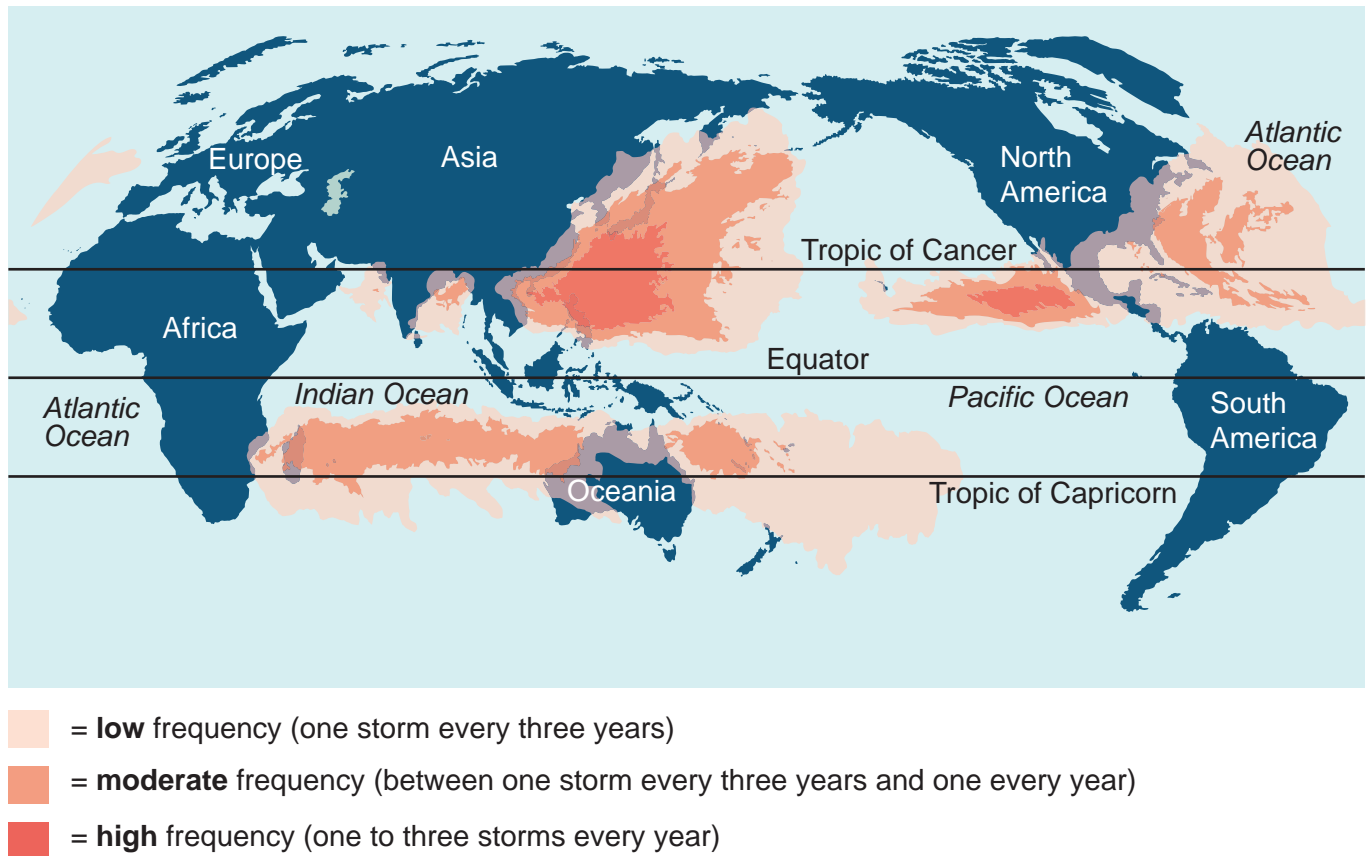 Europe
Asia
North
America
Atlantic
Ocean
Tropic of Cancer
Africa
Equator
Indian Ocean
Pacific Ocean
Atlantic
Ocean
South
America
Oceania
Tropic of Capricorn
= low frequency (one storm every three years)
= moderate frequency (between one storm every three years and one every year)
= high frequency (one to three storms every year)